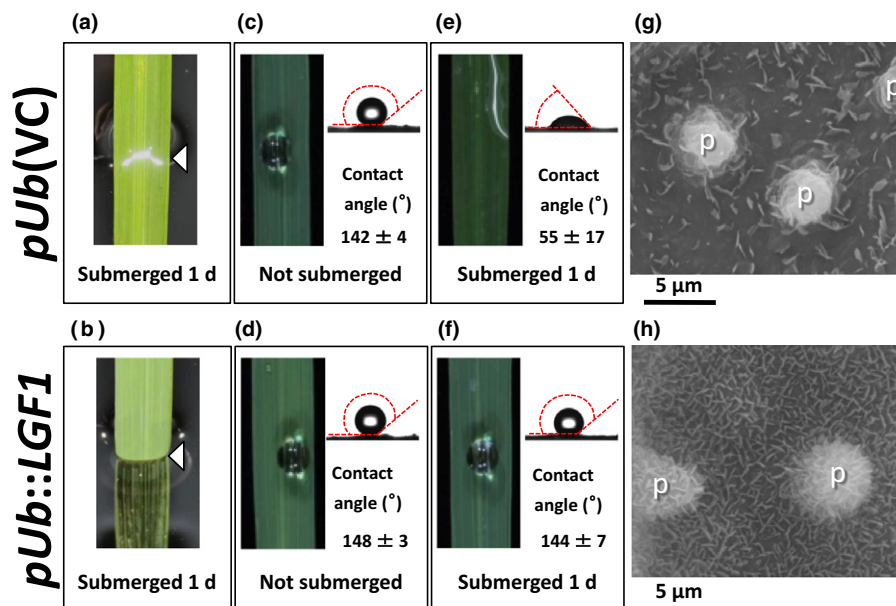 (a)
(c)
(e)
(g)
pUb(VC)
Submerged 1 d
Contact
angle (°)
142 ± 4
Not submerged
Contact
angle (°)
55 ± 17
Submerged 1 d
p
p
p
5 μm
(b)
(d)
(f)
(h)
pUb::LGF1
Submerged 1 d
Contact
angle (°)
148 ± 3
Not submerged
Contact
angle (°)
144 ± 7
Submerged 1 d
p
p
5 μm